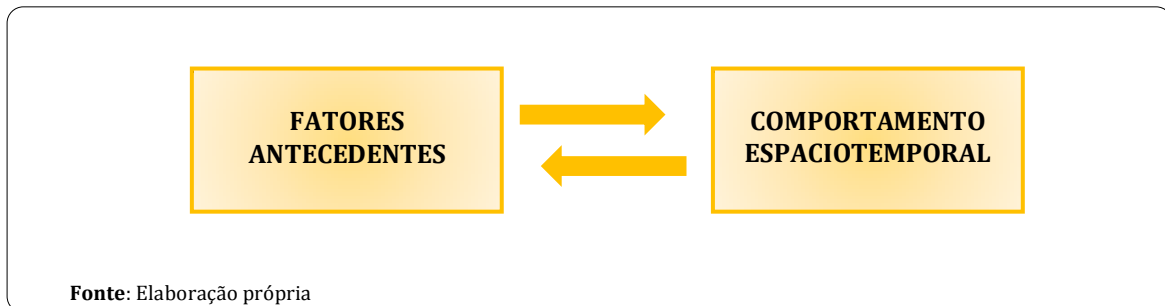 FATORES
ANTECEDENTES
COMPORTAMENTO
ESPACIOTEMPORAL
Fonte: Elaboração própria